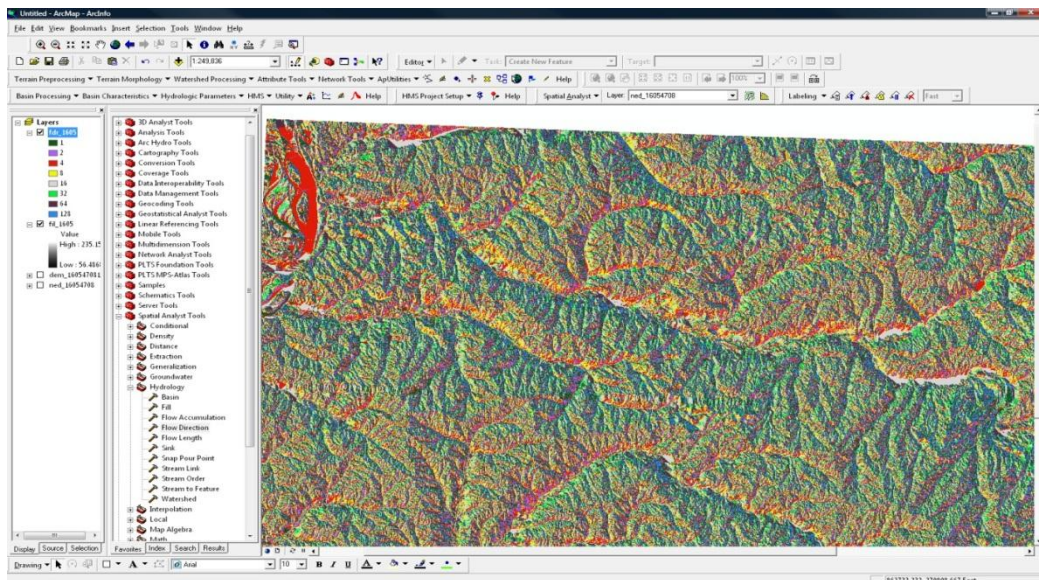 Untitled - ArcMap - ArcInfo
File Edit View Bookmarks Insert Selection Tools Window Help
1:249,836 Editor Task: Create New Feature Target:
Terrain Preprocessing Terrain Morphology Watershed Processing Attribute Tools Network Tools ApUtilities Help 100%
Basin Processing Basin Characteristics Hydrologic Parameters HMS Utility Help HMS Project Setup Help Spatial Analyst Layer: ned_16054708 Labeling Fast
Layers
fdr_1605
1
2
4
8
16
32
64
128
fil_1605
Value
High : 235.15
Low : 56.416
ned_16054708
3D Analyst Tools
Analysis Tools
Arc Hydro Tools
Cartography Tools
Conversion Tools
Coverage Tools
Data Interoperability Tools
Data Management Tools
Geocoding Tools
Geostatistical Analyst Tools
Linear Referencing Tools
Mobile Tools
Multidimension Tools
Network Analyst Tools
PLTS Foundation Tools
PLTS MPS-Atlas Tools
Samples
Schematics Tools
Server Tools
Spatial Analyst Tools
Conditional
Density
Distance
Extraction
Generalization
Groundwater
Hydrology
Basin
Fill
Flow Accumulation
Flow Direction
Flow Length
Sink
Snap Pour Point
Stream Link
Stream Order
Stream to Feature
Watershed
Interpolation
Local
Map Algebra
Math
Display Source Selection Favorites Index Search Results
Drawing A Arial 10 B I U A